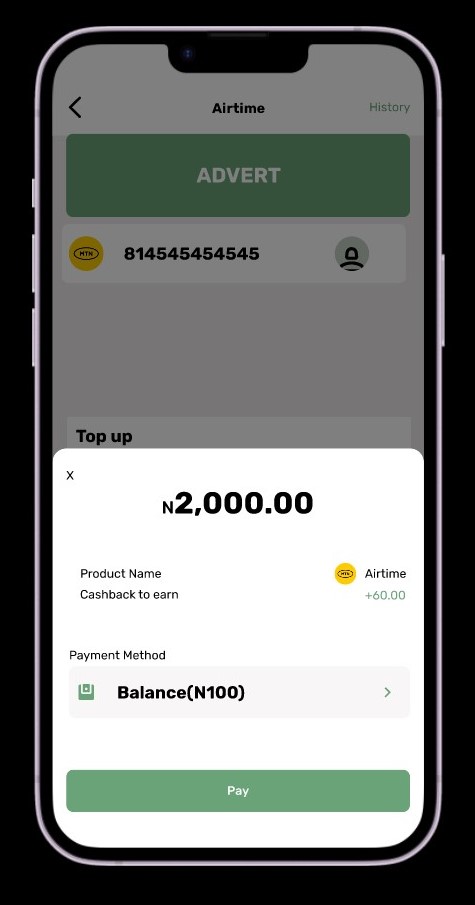 Airtime
History
ADVERT
MTN
814545454545
Top up
X
N2,000.00
Product Name
MTN Airtime
Cashback to earn
+60.00
Payment Method
Balance(N100)
Pay